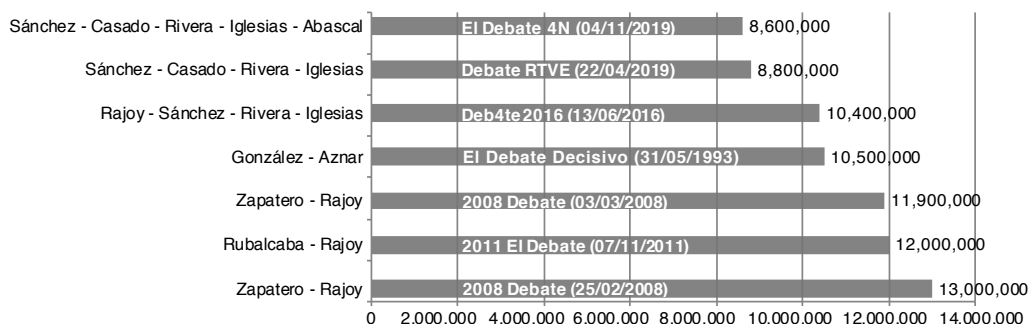 Sánchez - Casado - Rivera - Iglesias - Abascal El Debate 4N (04/11/2019) 8,600,000
Sánchez - Casado - Rivera - Iglesias Debate RTVE (22/04/2019) 8,800,000
Rajoy - Sánchez - Rivera - Iglesias Deb4te 2016 (13/06/2016) 10,400,000
González - Aznar El Debate Decisivo (31/05/1993) 10,500,000
Zapatero - Rajoy 2008 Debate (03/03/2008) 11,900,000
Rubalcaba - Rajoy 2011 El Debate (07/11/2011) 12,000,000
Zapatero - Rajoy 2008 Debate (25/02/2008) 13,000,000
0 2.000.000 4.000.000 6.000.000 8.000.000 10.000.000 12.000.000 14.000.000